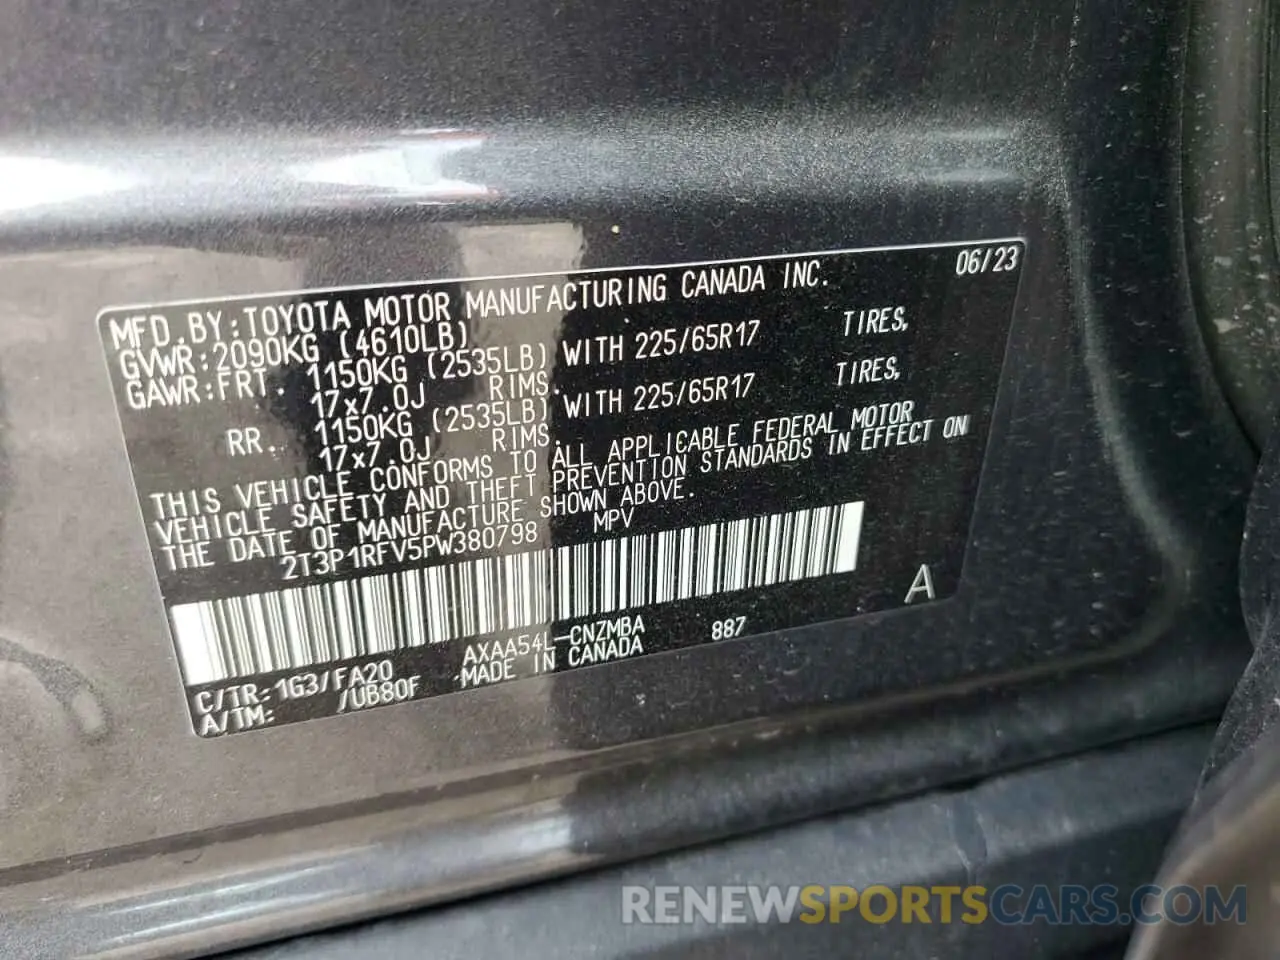 MFD.BY:TOYOTA MOTOR MANUFACTURING CANADA INC. 06/23
GVWR:2090KG (4610LB)
GAWR:FRT. 1150KG (2535LB) WITH 225/65R17 TIRES,
17x7.0J RIMS.
RR. 1150KG (2535LB) WITH 225/65R17 TIRES,
17x7.0J RIMS.
THIS VEHICLE CONFORMS TO ALL APPLICABLE FEDERAL MOTOR
VEHICLE SAFETY AND THEFT PREVENTION STANDARDS IN EFFECT ON
THE DATE OF MANUFACTURE SHOWN ABOVE.
2T3P1RFV5PW380798 MPV
A
C/TR:1G3/FA20 AXAA54L-CNZMBA 887
A/TM: /UB80F MADE IN CANADA
RENEWSPORTSCARS.COM